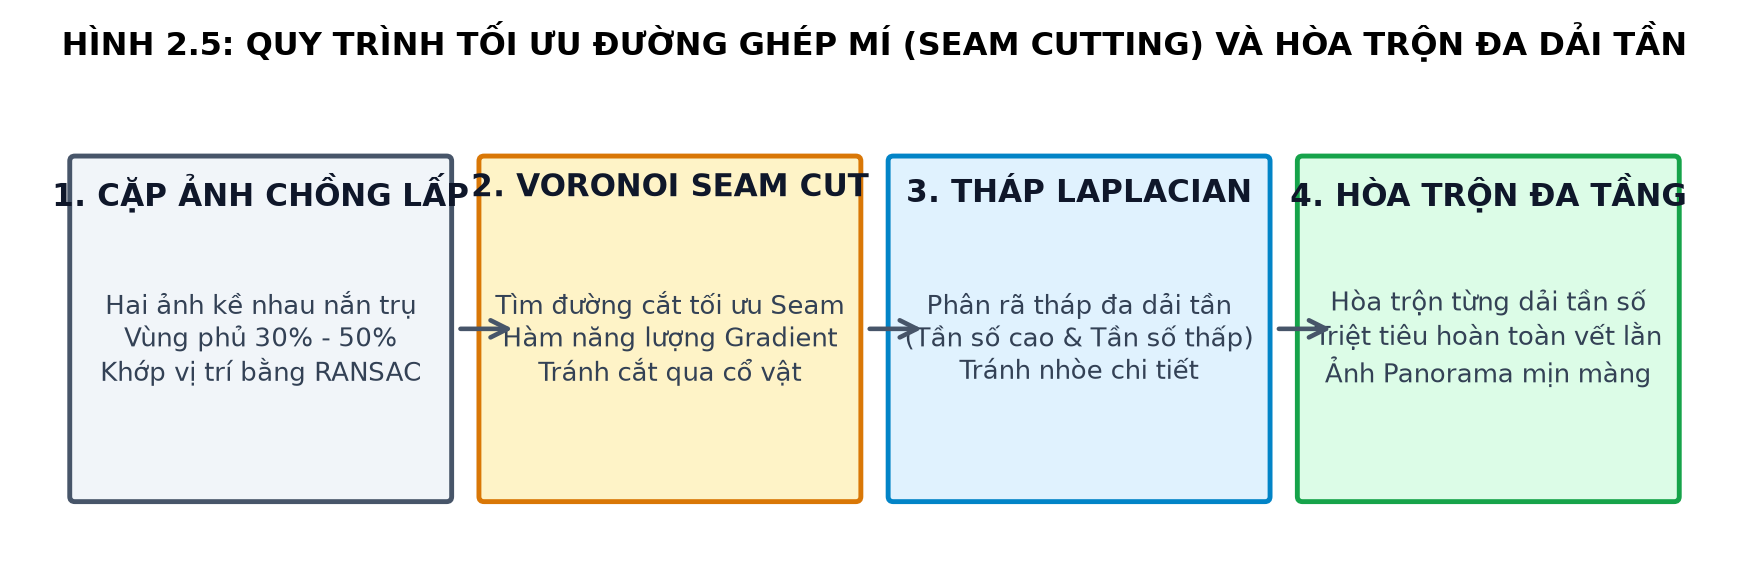 HÌNH 2.5: QUY TRÌNH TỐI ƯU ĐƯỜNG GHÉP MÍ (SEAM CUTTING) VÀ HÒA TRỘN ĐA DẢI TẦN
1. CẶP ẢNH CHỒNG LẤP
Hai ảnh kề nhau nắn trụ
Vùng phủ 30% - 50%
Khớp vị trí bằng RANSAC
2. VORONOI SEAM CUT
Tìm đường cắt tối ưu Seam
Hàm năng lượng Gradient
Tránh cắt qua cổ vật
3. THÁP LAPLACIAN
Phân rã tháp đa dải tần
(Tần số cao & Tần số thấp)
Tránh nhòe chi tiết
4. HÒA TRỘN ĐA TẦNG
Hòa trộn từng dải tần số
Triệt tiêu hoàn toàn vết lằn
Ảnh Panorama mịn màng